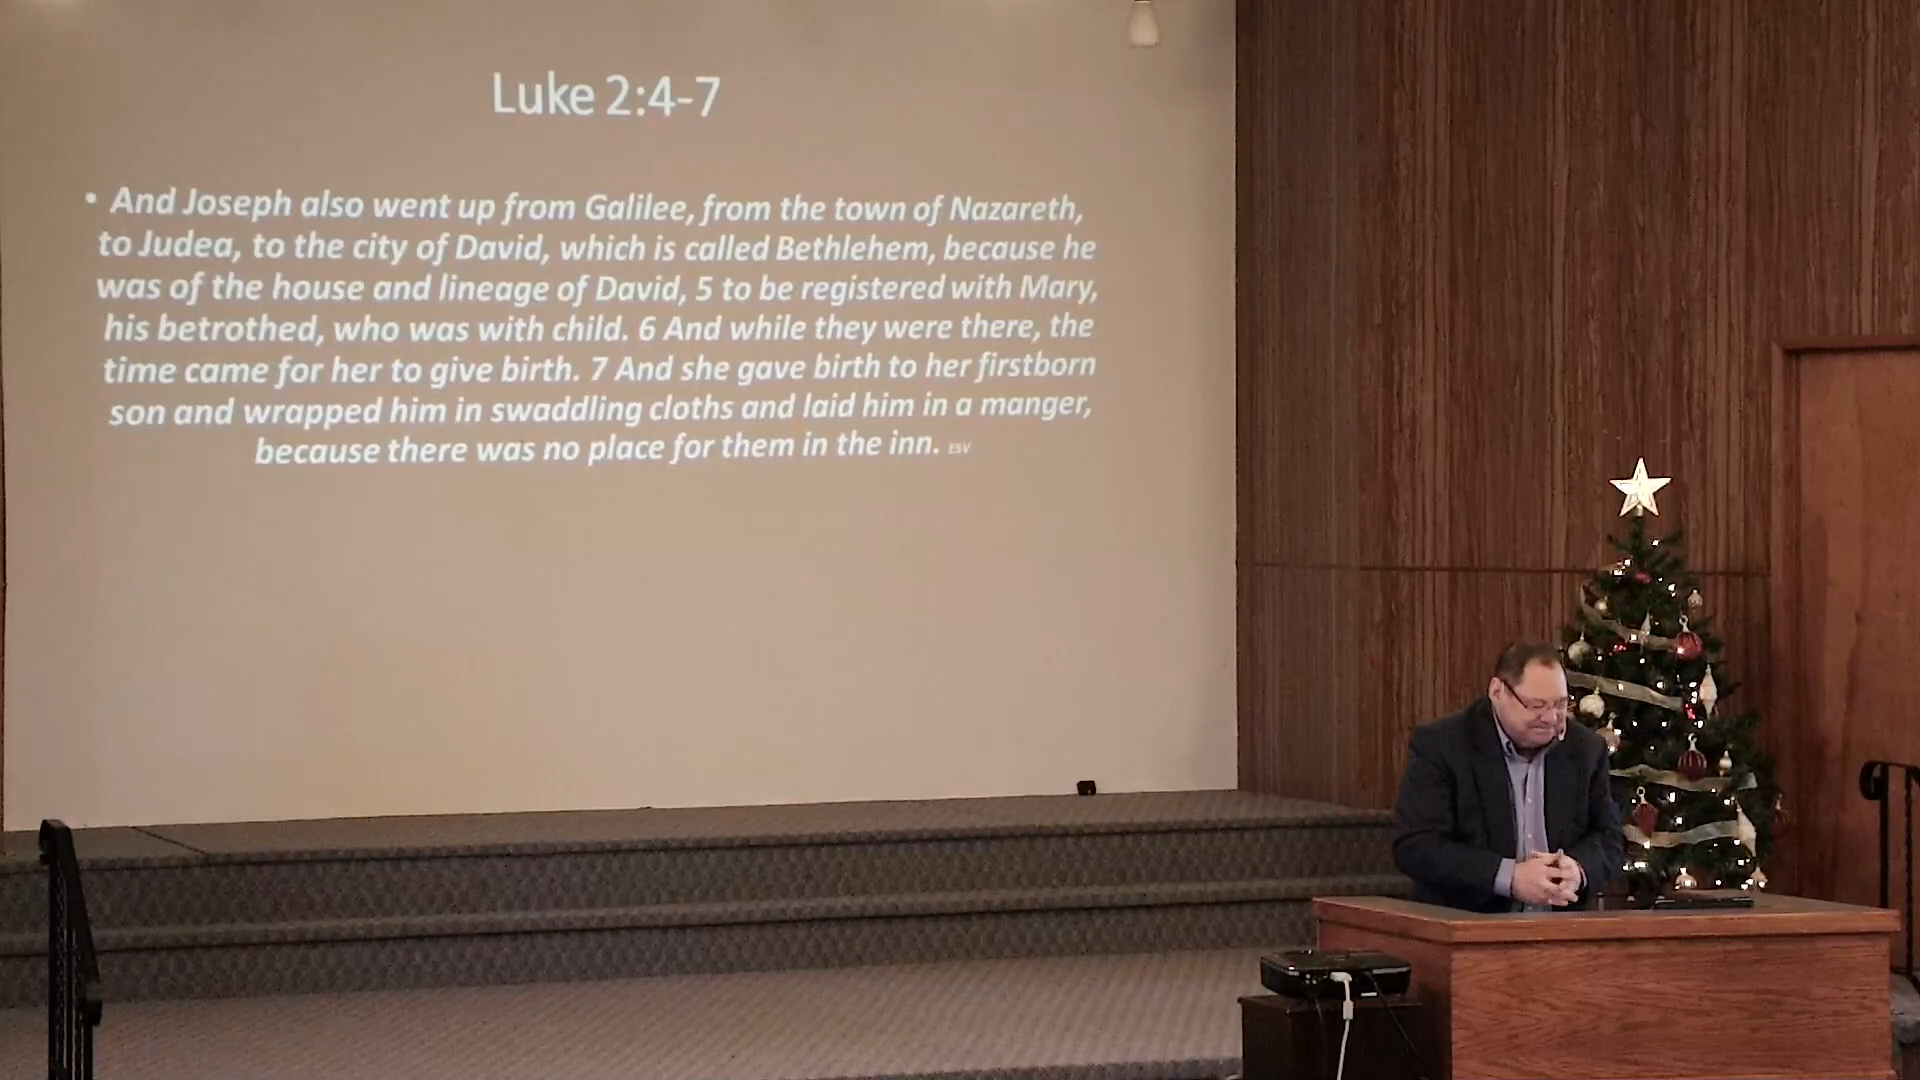 Luke 2:4-7
• And Joseph also went up from Galilee, from the town of Nazareth,
to Judea, to the city of David, which is called Bethlehem, because he
was of the house and lineage of David, 5 to be registered with Mary,
his betrothed, who was with child. 6 And while they were there, the
time came for her to give birth. 7 And she gave birth to her firstborn
son and wrapped him in swaddling cloths and laid him in a manger,
because there was no place for them in the inn. ESV